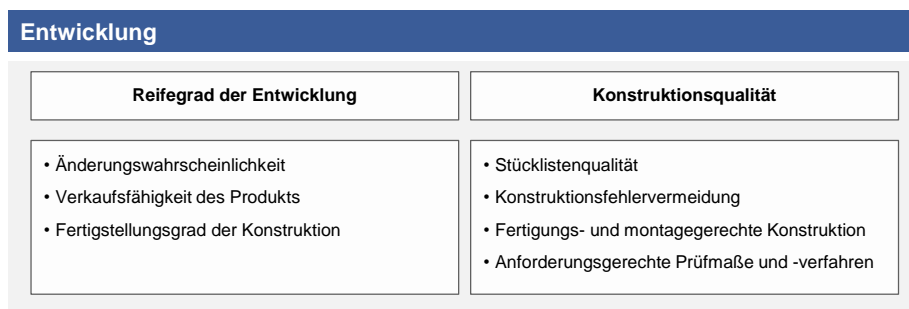 Entwicklung
Reifegrad der Entwicklung
Konstruktionsqualität
• Änderungswahrscheinlichkeit
• Verkaufsfähigkeit des Produkts
• Fertigstellungsgrad der Konstruktion
• Stücklistenqualität
• Konstruktionsfehlervermeidung
• Fertigungs- und montagegerechte Konstruktion
• Anforderungsgerechte Prüfmaße und -verfahren